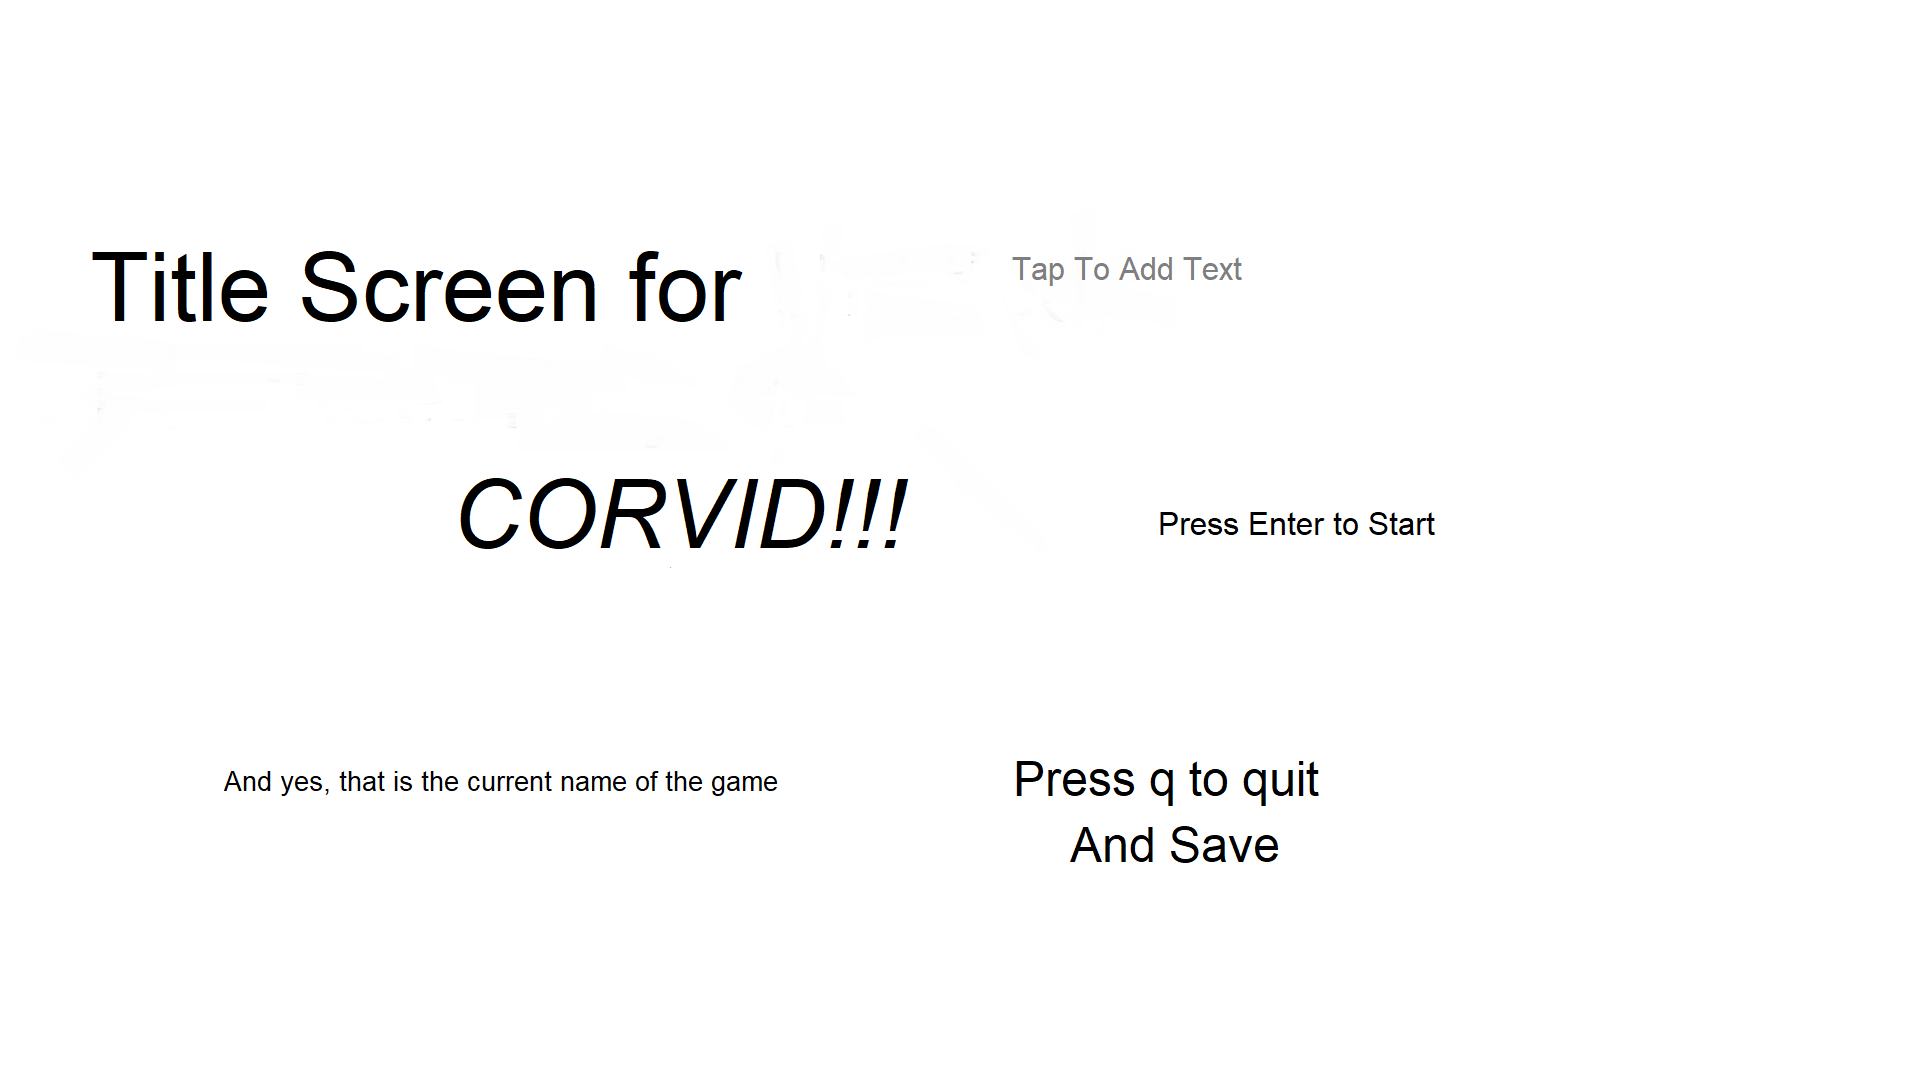 Title Screen for
Tap To Add Text
CORVID!!!
Press Enter to Start
And yes, that is the current name of the game
Press q to quit
And Save